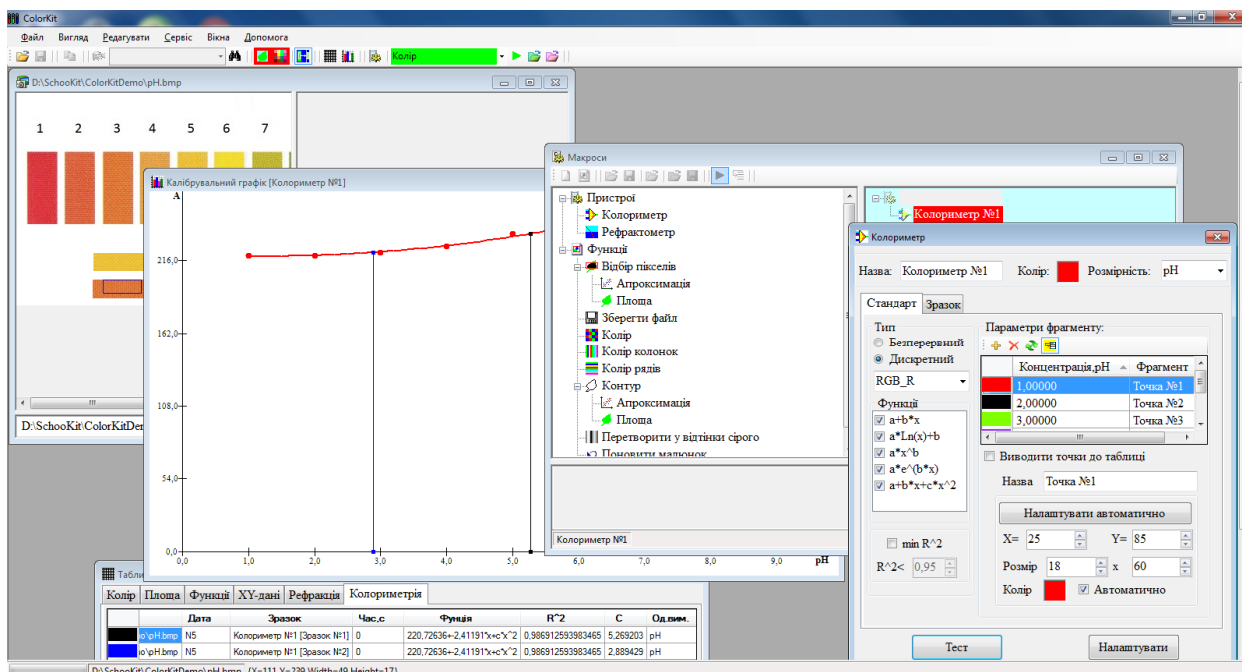 ColorKit
Файл Вигляд Редагувати Сервіс Вікна Допомога
Колір
D:\SchooKit\ColorKitDemo\pH.bmp
1 2 3 4 5 6 7
D:\SchooKit\ColorKitDer
Калібрувальний графік [Колориметр №1]
A
216,0
162,0
108,0
54,0
0,0
0,0 1,0 2,0 3,0 4,0 5,0 6,0 7,0 8,0 9,0 pH
Макроси
Пристрої
Колориметр
Рефрактометр
Функції
Відбір пікселів
Апроксимація
Площа
Зберегти файл
Колір
Колір колонок
Колір рядів
Контур
Апроксимація
Площа
Перетворити у відтінки сірого
Поновити малюнок
Колориметр №1
Колориметр №1
Колориметр
Назва: Колориметр №1 Колір: Розмірність: pH
Стандарт Зразок
Тип
Безперервний
Дискретний
RGB_R
Функції
a+b*x
a*Ln(x)+b
a*x^b
a*e^(b*x)
a+b*x+c*x^2
min R^2
R^2< 0,95
Параметри фрагменту:
Концентрація,pH Фрагмент
1,00000 Точка №1
2,00000 Точка №2
3,00000 Точка №3
Виводити точки до таблиці
Назва Точка №1
Налаштувати автоматично
X= 25 Y= 85
Розмір 18 x 60
Колір Автоматично
Тест Налаштувати
Табли
Колір Площа Функції XY-дані Рефракція Колориметрія
Дата Зразок Час,с Фунція R^2 C Од.вим.
io\pH.bmp N5 Колориметр №1 [Зразок №1] 0 220,72636+-2,41191*x+c*x^2 0,986912593983465 5,269203 pH
io\pH.bmp N5 Колориметр №1 [Зразок №2] 0 220,72636+-2,41191*x+c*x^2 0,986912593983465 2,889429 pH
D:\SchooKit\ColorKitDemo\pH.bmp (X=111 Y=239 Width=49 Height=17)